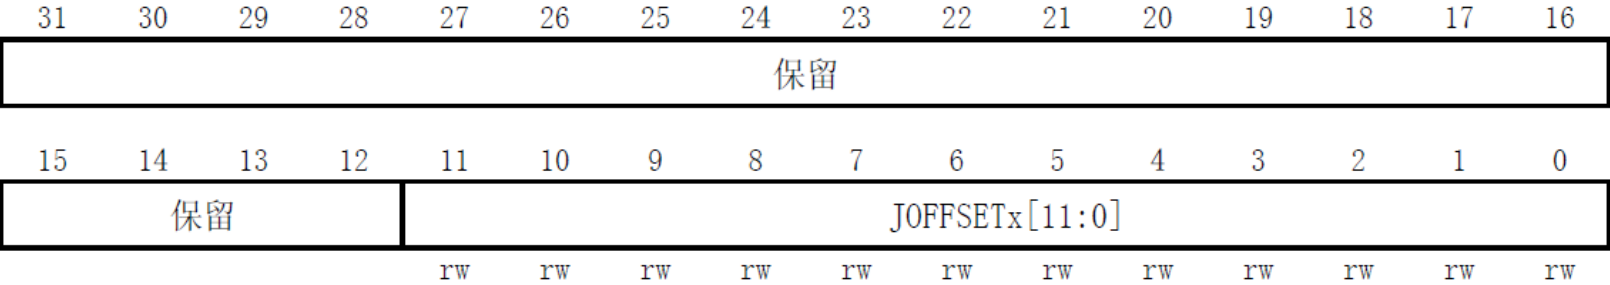 31 30 29 28 27 26 25 24 23 22 21 20 19 18 17 16
保留
15 14 13 12 11 10 9 8 7 6 5 4 3 2 1 0
保留 JOFFSETx[11:0]
rw rw rw rw rw rw rw rw rw rw rw rw